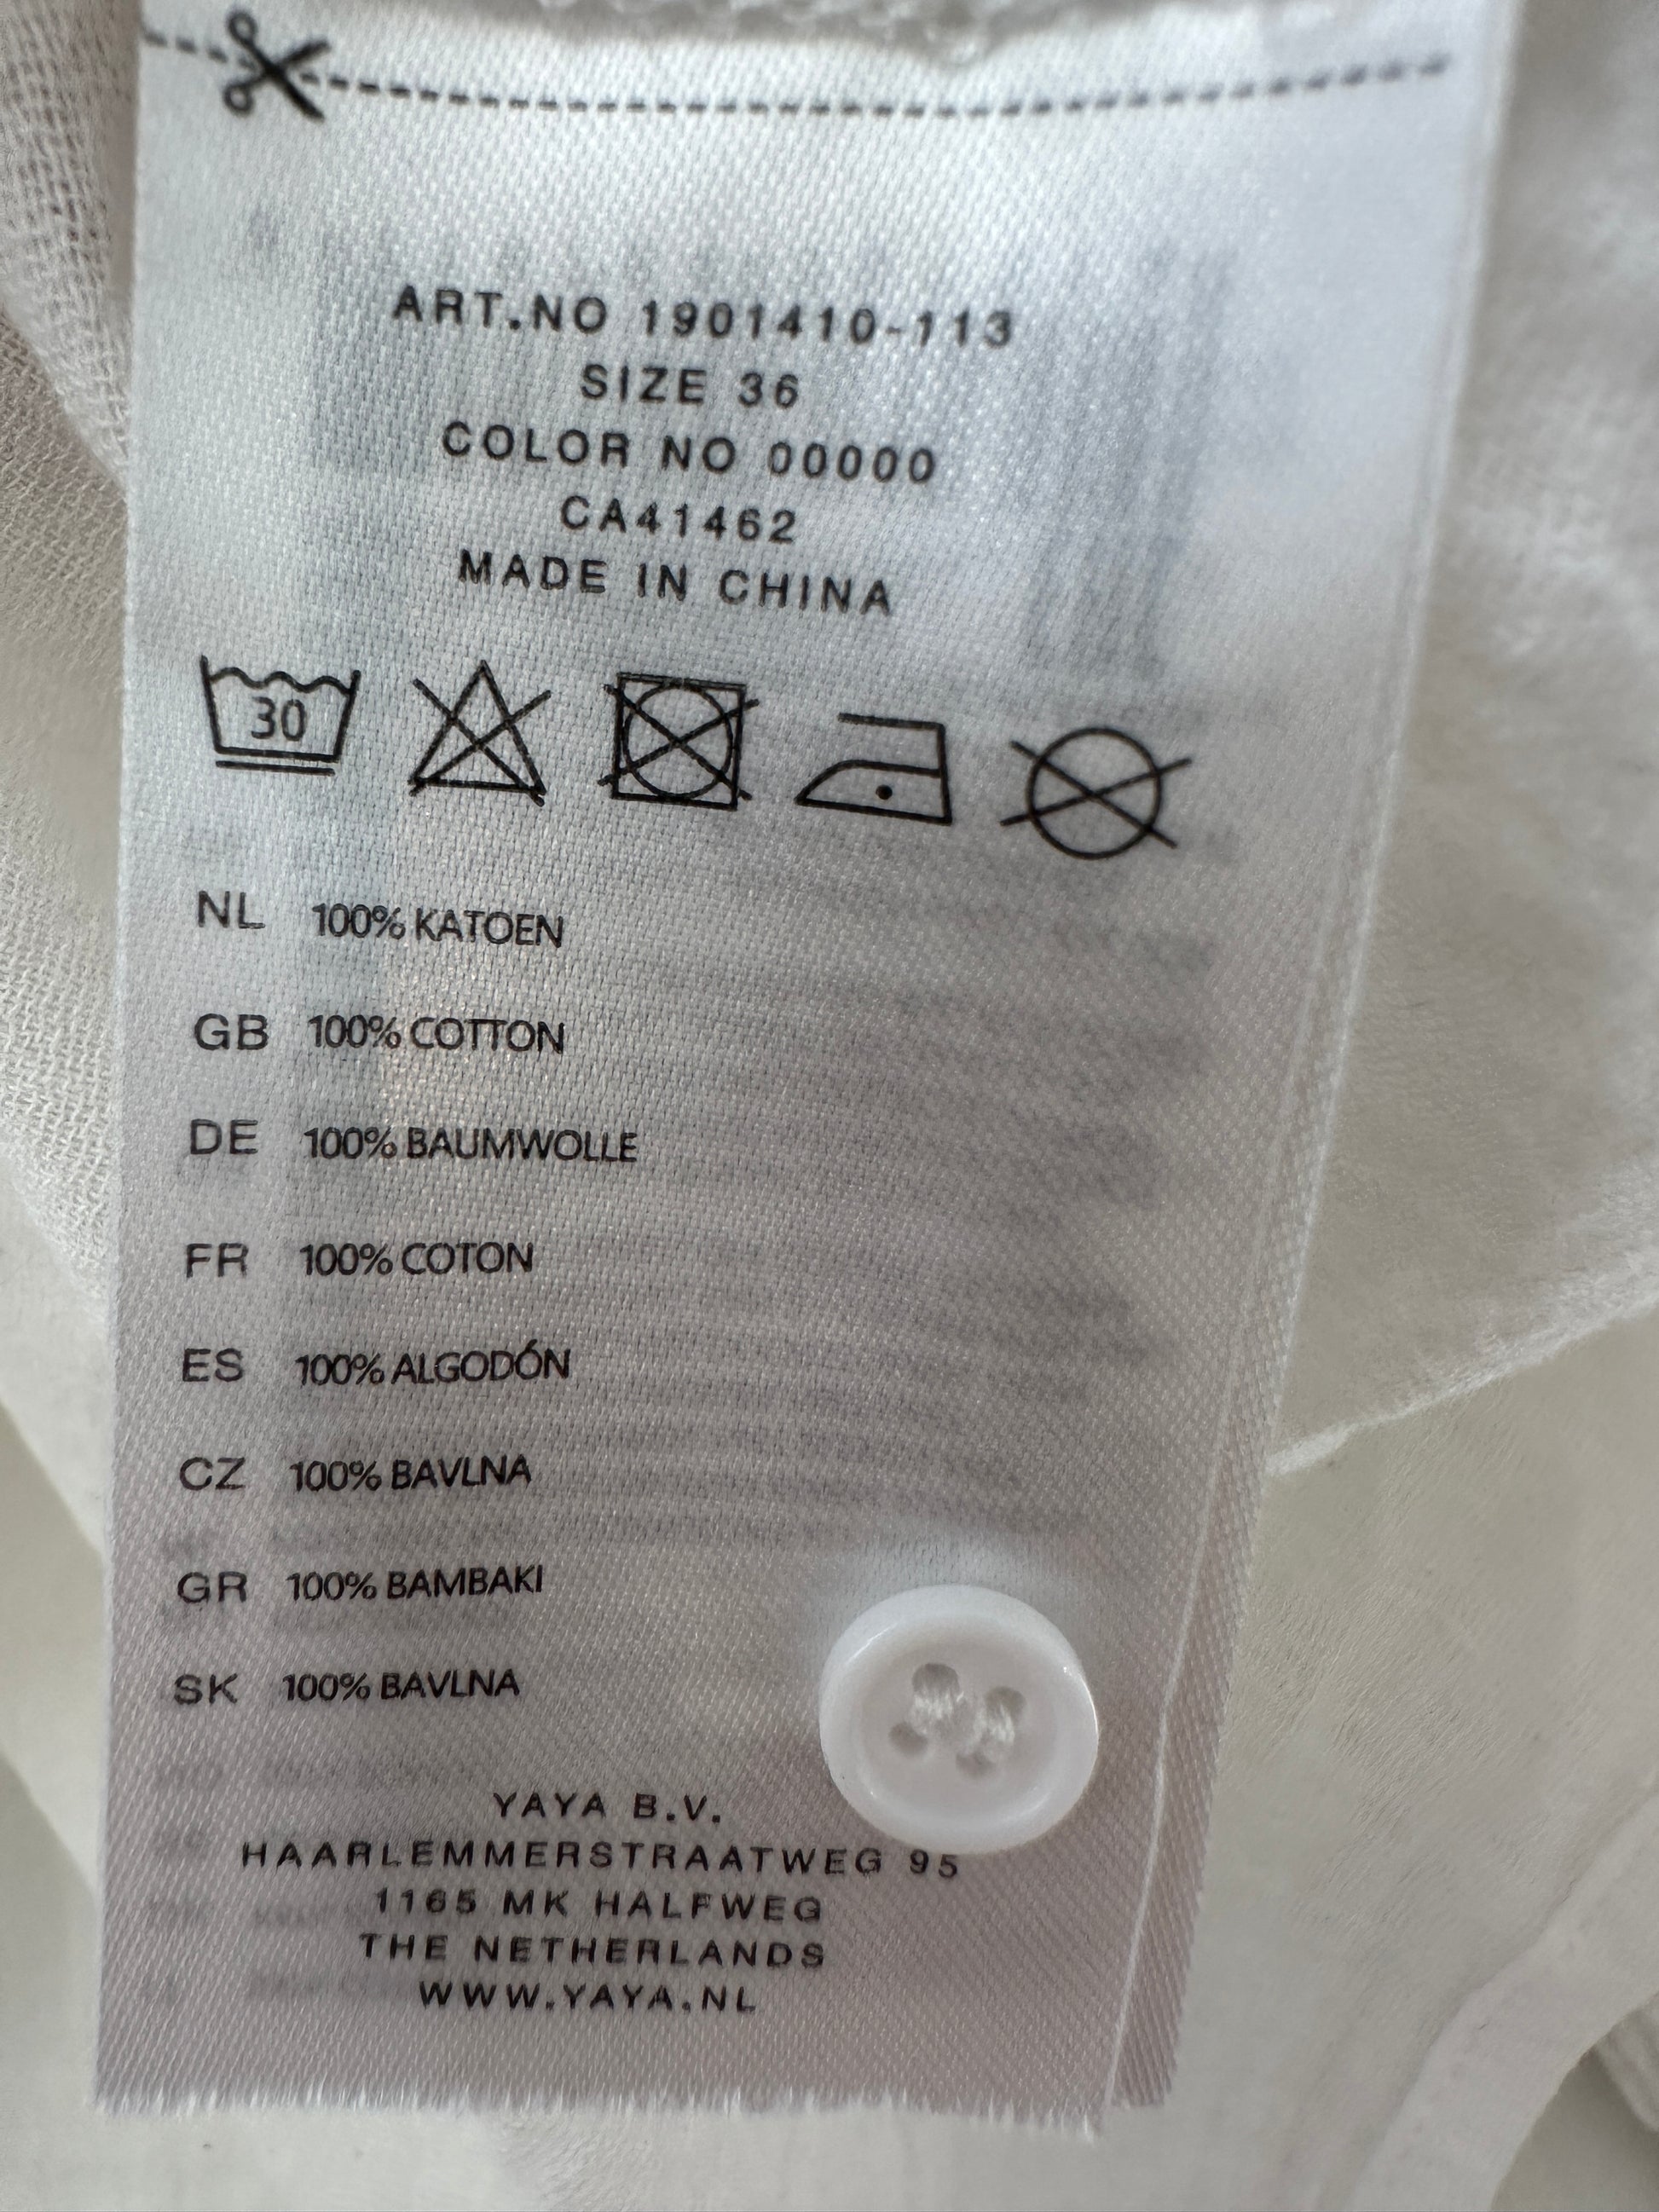 ART.NO 1901410-113
SIZE 36
COLOR NO 00000
CA41462
MADE IN CHINA
30
NL 100% KATOEN
GB 100% COTTON
DE 100% BAUMWOLLE
FR 100% COTON
ES 100% ALGODÓN
CZ 100% BAVLNA
GR 100% BAMBAKI
SK 100% BAVLNA
YAYA B.V.
HAARLEMMERSTRAATWEG 95
1165 MK HALFWEG
THE NETHERLANDS
WWW.YAYA.NL